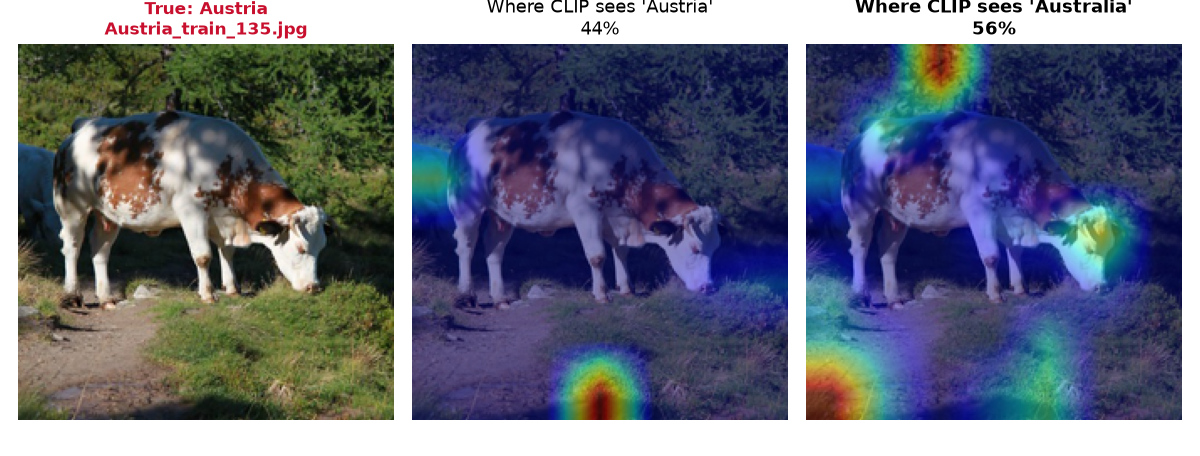 True: Austria
Austria_train_135.jpg
Where CLIP sees 'Austria'
44%
Where CLIP sees 'Australia'
56%